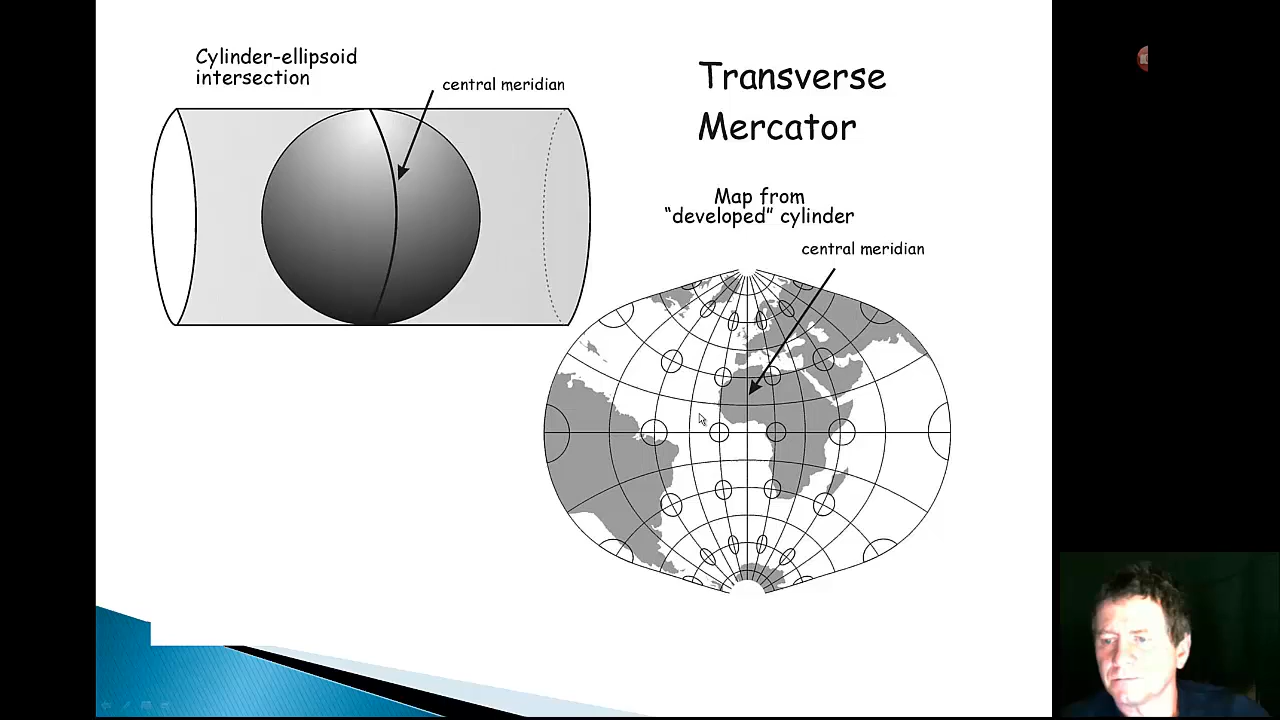 Cylinder-ellipsoid
intersection
central meridian
Transverse
Mercator
Map from
“developed” cylinder
central meridian